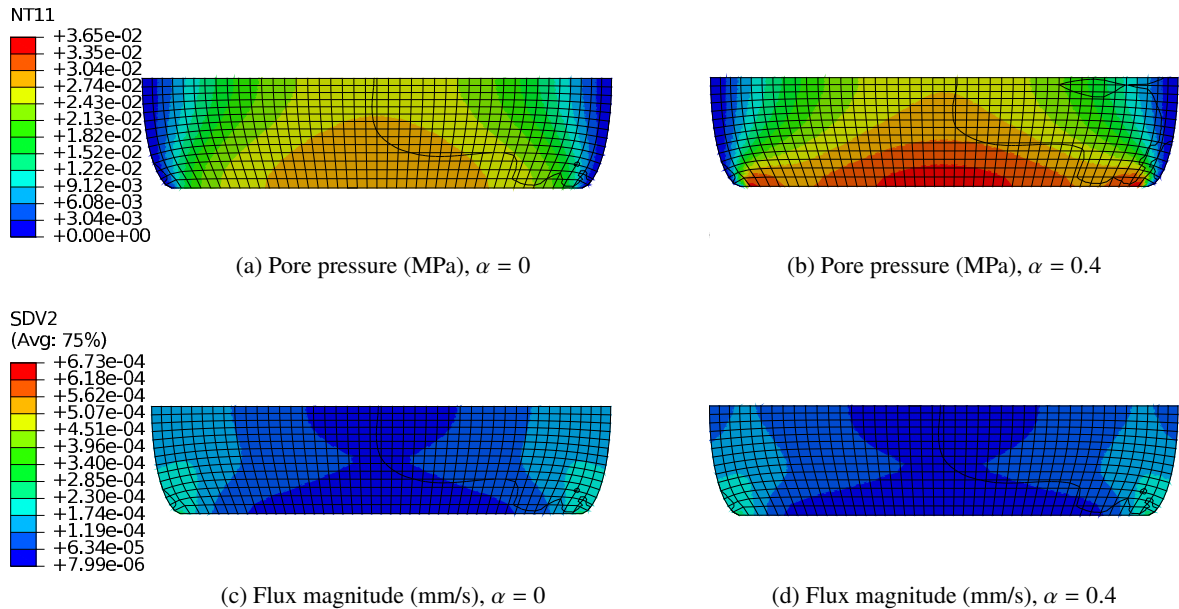 NT11
+3.65e-02
+3.35e-02
+3.04e-02
+2.74e-02
+2.43e-02
+2.13e-02
+1.82e-02
+1.52e-02
+1.22e-02
+9.12e-03
+6.08e-03
+3.04e-03
+0.00e+00
(a) Pore pressure (MPa), α = 0
(b) Pore pressure (MPa), α = 0.4
SDV2
(Avg: 75%)
+6.73e-04
+6.18e-04
+5.62e-04
+5.07e-04
+4.51e-04
+3.96e-04
+3.40e-04
+2.85e-04
+2.30e-04
+1.74e-04
+1.19e-04
+6.34e-05
+7.99e-06
(c) Flux magnitude (mm/s), α = 0
(d) Flux magnitude (mm/s), α = 0.4